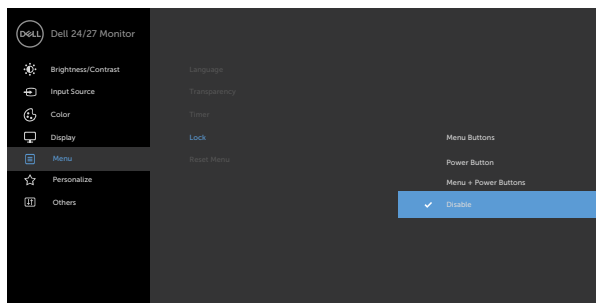 DELL Dell 24/27 Monitor
Brightness/Contrast
Input Source
Color
Display
Menu
Personalize
Others
Language
Transparency
Timer
Lock
Reset Menu
Menu Buttons
Power Button
Menu + Power Buttons
Disable